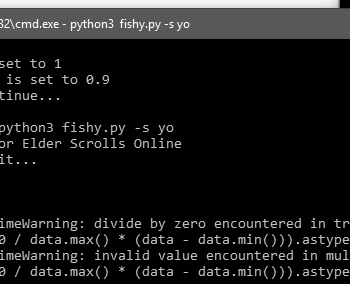 32\cmd.exe - python3 fishy.py -s yo
set to 1
is set to 0.9
tinue...
python3 fishy.py -s yo
or Elder Scrolls Online
it...
imeWarning: divide by zero encountered in tr
0 / data.max() * (data - data.min())).astype
imeWarning: invalid value encountered in mul
0 / data.max() * (data - data.min())).astype